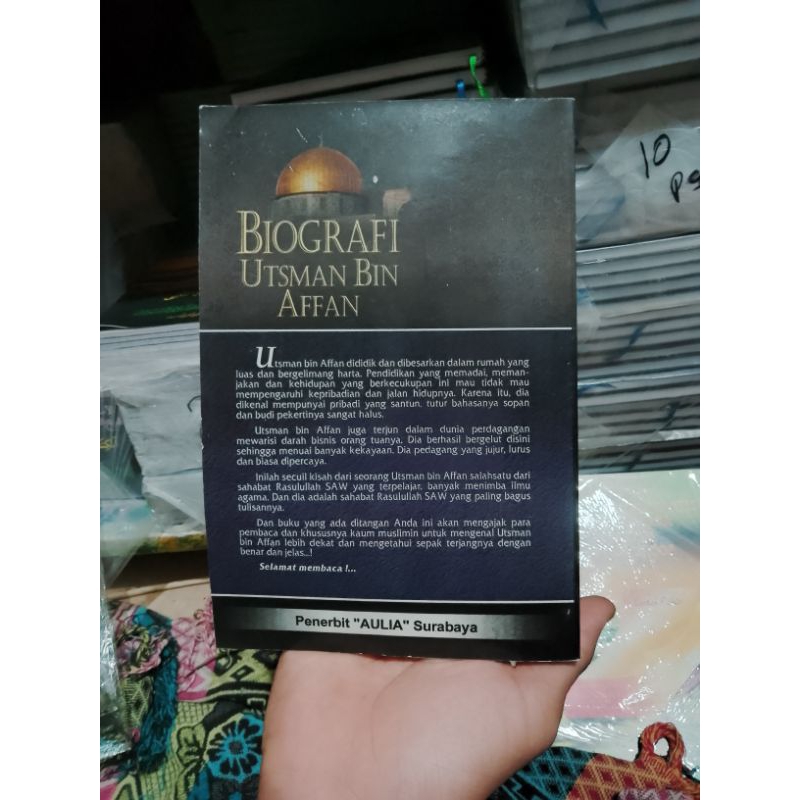 BIOGRAFI
UTSMAN BIN
AFFAN
Utsman bin Affan dididik dan dibesarkan dalam rumah yang
luas dan bergelimang harta. Pendidikan yang memadai, meman-
jakan dan kehidupan yang berkecukupan ini mau tidak mau
mempengaruhi kepribadian dan jalan hidupnya. Karena itu, dia
dikenal mempunyai pribadi yang santun, tutur bahasanya sopan
dan budi pekertinya sangat halus.
Utsman bin Affan juga terjun dalam dunia perdagangan
mewarisi darah bisnis orang tuanya. Dia berhasil bergelut disini
sehingga menuai banyak kekayaan. Dia pedagang yang jujur, lurus
dan biasa dipercaya.
Inilah secuil kisah dari seorang Utsman bin Affan salahsatu dari
sahabat Rasulullah SAW yang terpelajar, banyak menimba ilmu
agama. Dan dia adalah sahabat Rasulullah SAW yang paling bagus
tulisannya.
Dan buku yang ada ditangan Anda ini akan mengajak para
pembaca dan khususnya kaum muslimin untuk mengenal Utsman
bin Affan lebih dekat dan mengetahui sepak terjangnya dengan
benar dan jelas..!
Selamat membaca !...
Penerbit "AULIA" Surabaya
10